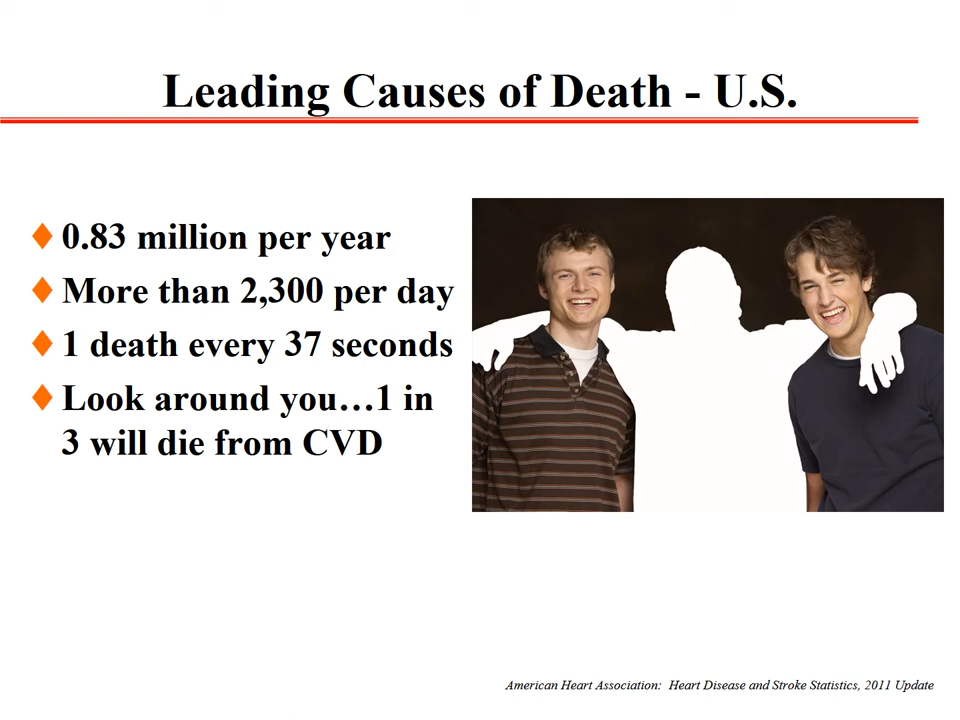 Leading Causes of Death - U.S.
0.83 million per year
More than 2,300 per day
1 death every 37 seconds
Look around you…1 in
3 will die from CVD
American Heart Association:  Heart Disease and Stroke Statistics, 2011 Update